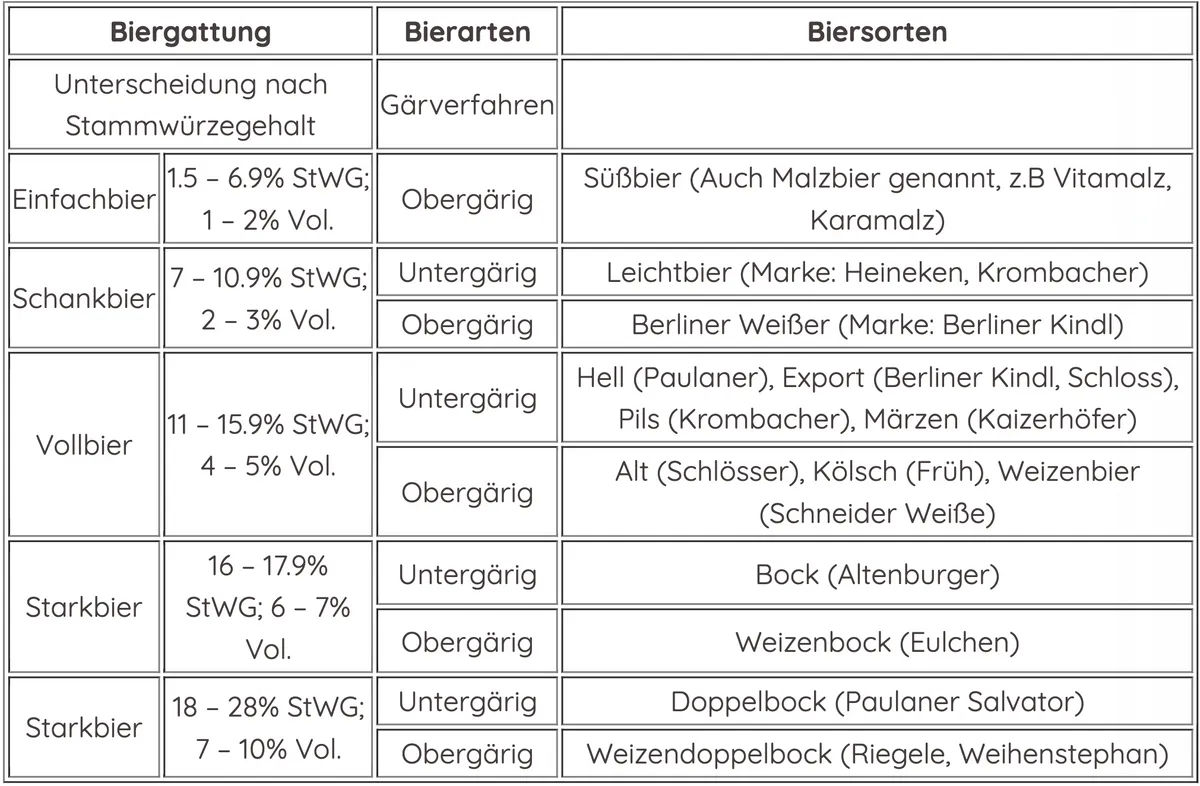 Biergattung Bierarten Biersorten
Unterscheidung nach
Stammwürzegehalt
Gärverfahren
Einfachbier
1.5 – 6.9% StWG;
1 – 2% Vol.
Obergärig
Süßbier (Auch Malzbier genannt, z.B Vitamalz,
Karamalz)
Schankbier
7 – 10.9% StWG;
2 – 3% Vol.
Untergärig
Leichtbier (Marke: Heineken, Krombacher)
Obergärig
Berliner Weißer (Marke: Berliner Kindl)
Vollbier
11 – 15.9% StWG;
4 – 5% Vol.
Untergärig
Hell (Paulaner), Export (Berliner Kindl, Schloss),
Pils (Krombacher), Märzen (Kaizerhöfer)
Obergärig
Alt (Schlösser), Kölsch (Früh), Weizenbier
(Schneider Weiße)
Starkbier
16 – 17.9%
StWG; 6 – 7%
Vol.
Untergärig
Bock (Altenburger)
Obergärig
Weizenbock (Eulchen)
Starkbier
18 – 28% StWG;
7 – 10% Vol.
Untergärig
Doppelbock (Paulaner Salvator)
Obergärig
Weizendoppelbock (Riegele, Weihenstephan)